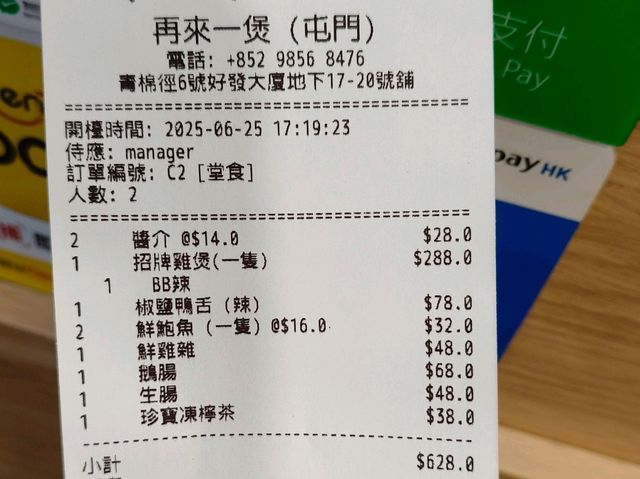 再來一煲 (屯門)
電話: +852 9856 8476
青棉徑6號好發大廈地下17-20號舖
開檯時間: 2025-06-25 17:19:23
侍應: manager
訂單編號: C2 [堂食]
人數: 2
2 醬介 @$14.0 $28.0
1 招牌雞煲(一隻) $288.0
1 BB辣
1 椒鹽鴨舌 (辣) $78.0
2 鮮鮑魚 (一隻) @$16.0 $32.0
1 鮮雞雜 $48.0
1 鵝腸 $68.0
1 生腸 $48.0
1 珍寶凍檸茶 $38.0
小計 $628.0
支付
Pay
pay HK
en